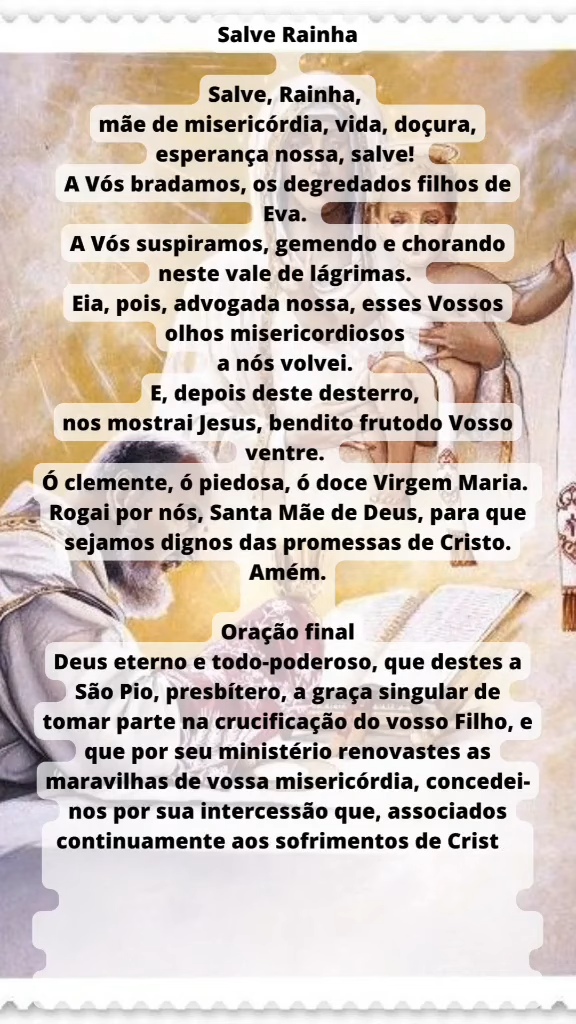 Salve Rainha
Salve, Rainha,
mãe de misericórdia, vida, doçura,
esperança nossa, salve!
A Vós bradamos, os degredados filhos de
Eva.
A Vós suspiramos, gemendo e chorando
neste vale de lágrimas.
Eia, pois, advogada nossa, esses Vossos
olhos misericordiosos
a nós volvei.
E, depois deste desterro,
nos mostrai Jesus, bendito frutodo Vosso
ventre.
Ó clemente, ó piedosa, ó doce Virgem Maria.
Rogai por nós, Santa Mãe de Deus, para que
sejamos dignos das promessas de Cristo.
Amém.
Oração final
Deus eterno e todo-poderoso, que destes a
São Pio, presbítero, a graça singular de
tomar parte na crucificação do vosso Filho, e
que por seu ministério renovastes as
maravilhas de vossa misericórdia, concedei-
nos por sua intercessão que, associados
continuamente aos sofrimentos de Crist